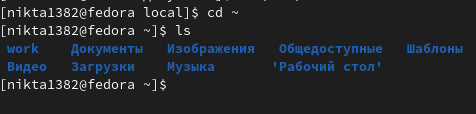 [nikta1382@fedora local]$ cd ~
[nikta1382@fedora ~]$ ls
work Документы Изображения Общедоступные Шаблоны
Видео Загрузки Музыка 'Рабочий стол'
[nikta1382@fedora ~]$